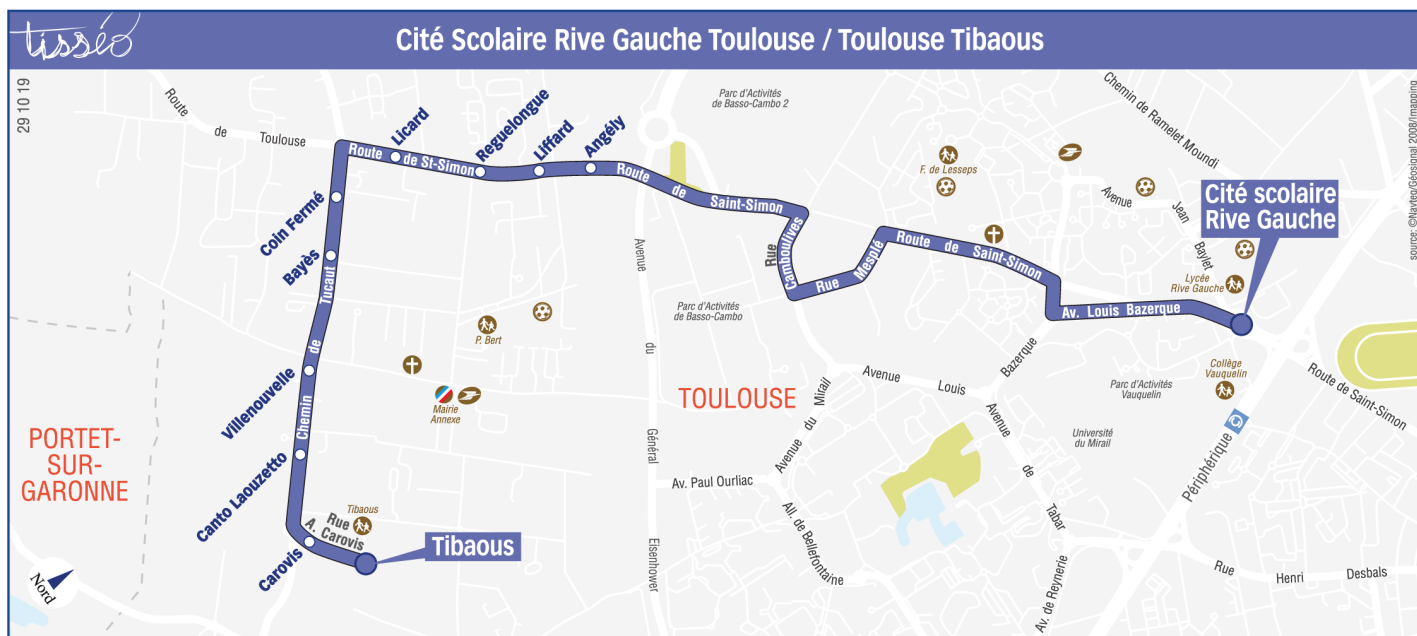 tisséo
Cité Scolaire Rive Gauche Toulouse / Toulouse Tibaous
29 10 19
source: ©Navteq/Géosional 2008/Imapping
Route
de
Toulouse
Parc d'Activités
de Basso-Cambo 2
Chemin de Ramelet Moundi
Licard
Reguelongue
Liffard
Angély
Route
de St-Simon
Route
de
Saint-Simon
F. de Lesseps
Avenue
Jean
Baylet
Cité scolaire
Rive Gauche
Coin Fermé
Bayès
Rue
Camboulives
Rue
Mesplé
Route
de
Saint-Simon
Lycée
Rive Gauche
Av. Louis Bazerque
Tucaut
de
Chemin
Avenue
du
Général
Eisenhower
Parc d'Activités
de Basso-Cambo
P. Bert
Mairie
Annexe
Villenouvelle
TOULOUSE
Avenue
Louis
Bazerque
Collège
Vauquelin
Parc d'Activités
Vauquelin
Route de Saint-Simon
PORTET-
SUR-
GARONNE
Avenue du Mirail
Avenue
de
Tabar
Université
du Mirail
Périphérique
Canto Laouzetto
Av. Paul Ourliac
All. de Bellefontaine
Tibaous
Rue
A. Carovis
Carovis
Tibaous
Av. de Reynerie
Rue
Henri
Desbals
Nord